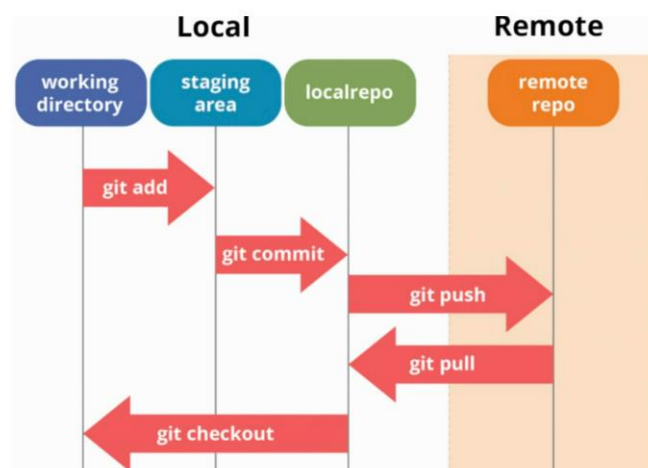 Local
Remote
working
directory
staging
area
localrepo
remote
repo
git add
git commit
git push
git pull
git checkout